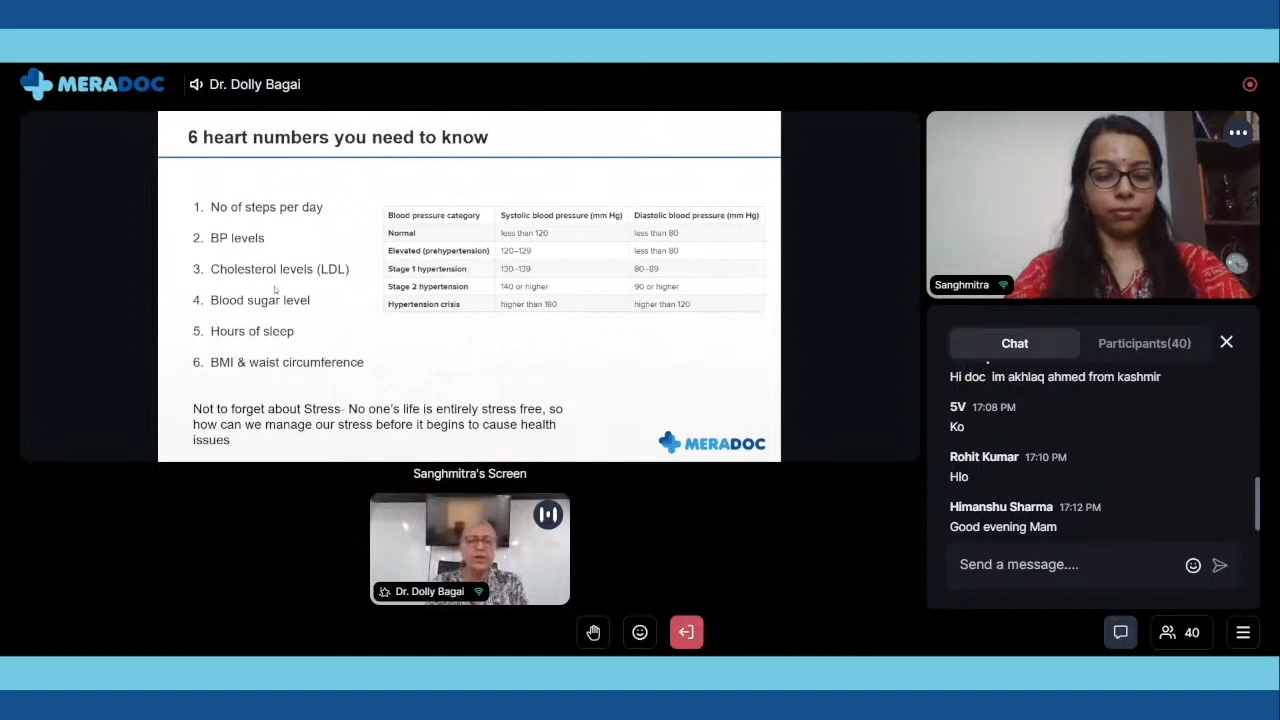 MERADOC
Dr. Dolly Bagai
6 heart numbers you need to know
1. No of steps per day
2. BP levels
3. Cholesterol levels (LDL)
4. Blood sugar level
5. Hours of sleep
6. BMI & waist circumference
Blood pressure category Systolic blood pressure (mm Hg) Diastolic blood pressure (mm Hg)
Normal less than 120 less than 80
Elevated (prehypertension) 120–129 less than 80
Stage 1 hypertension 130–139 80–89
Stage 2 hypertension 140 or higher 90 or higher
Hypertension crisis higher than 180 higher than 120
Not to forget about Stress- No one's life is entirely stress free, so
how can we manage our stress before it begins to cause health
issues
MERADOC
Sanghmitra's Screen
Dr. Dolly Bagai
Sanghmitra
Chat Participants(40)
Hi doc im akhlaq ahmed from kashmir
5V 17:08 PM
Ko
Rohit Kumar 17:10 PM
Hlo
Himanshu Sharma 17:12 PM
Good evening Mam
Send a message....
40